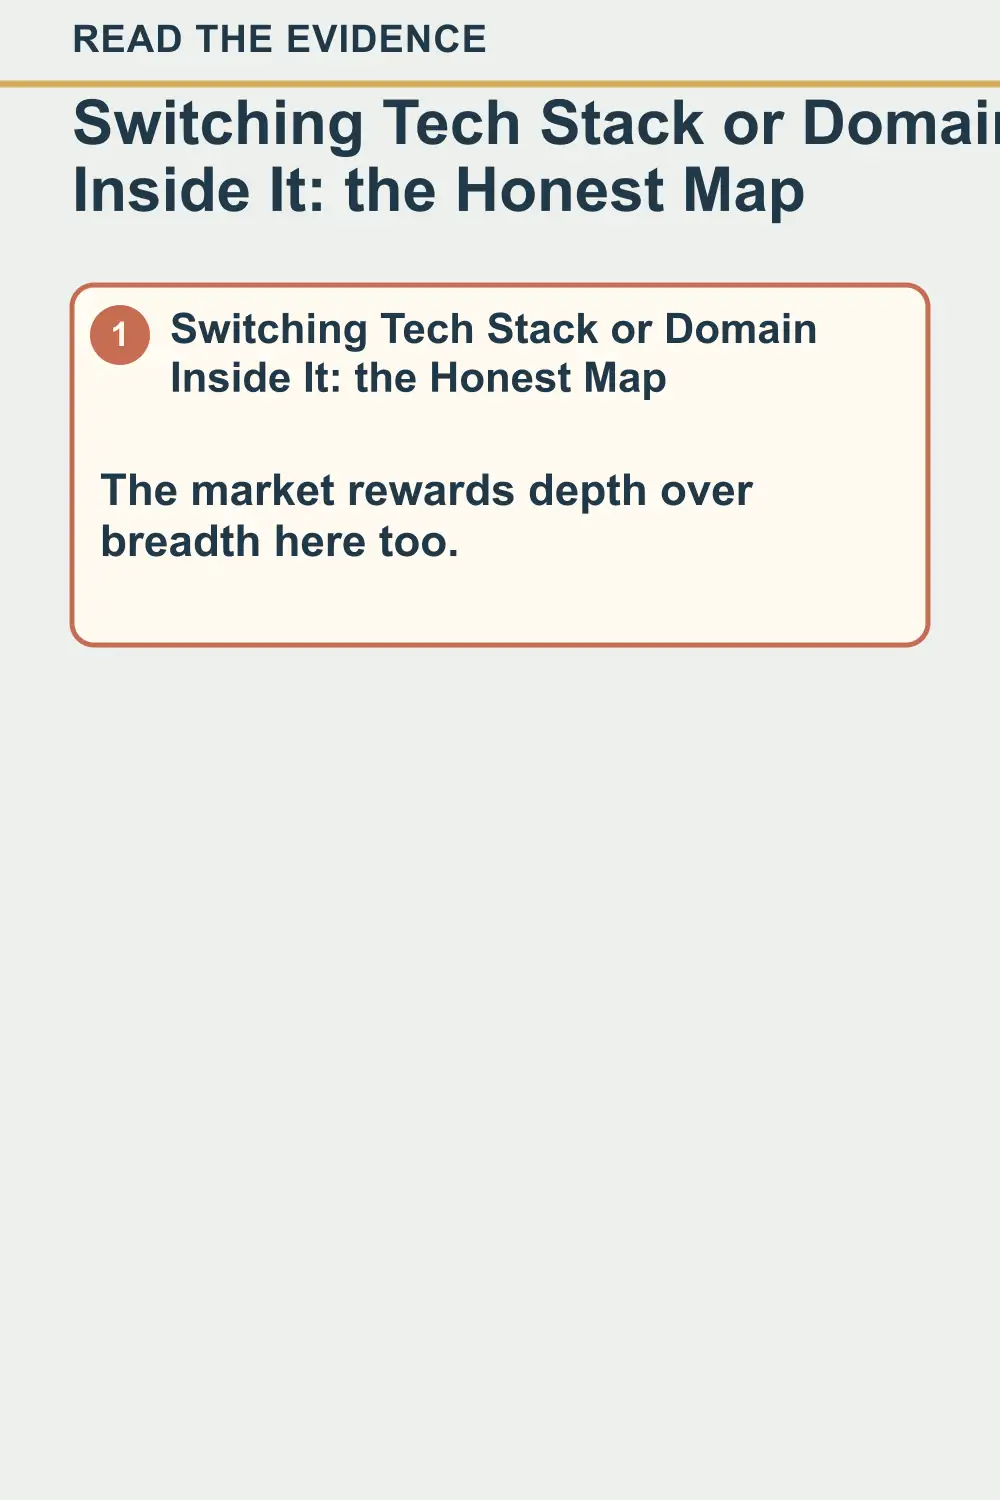 READ THE EVIDENCE
Switching Tech Stack or Domain
Inside It: the Honest Map
1
Switching Tech Stack or Domain
Inside It: the Honest Map
The market rewards depth over
breadth here too.